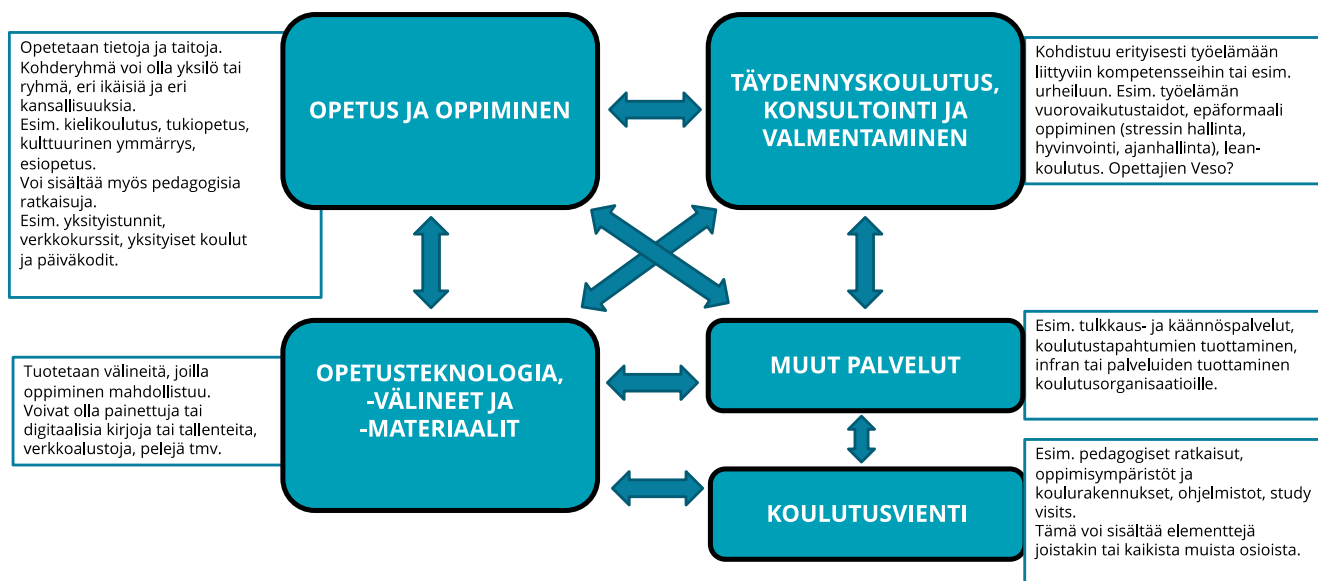 Opetetaan tietoja ja taitoja.
Kohderyhmä voi olla yksilö tai
ryhmä, eri ikäisiä ja eri
kansallisuuksia.
Esim. kielikoulutus, tukiopetus,
kulttuurinen ymmärrys,
esiopetus.
Voi sisältää myös pedagogisia
ratkaisuja.
Esim. yksityistunnit,
verkkokurssit, yksityiset koulut
ja päiväkodit.
OPETUS JA OPPIMINEN
TÄYDENNYSKOULUTUS,
KONSULTOINTI JA
VALMENTAMINEN
Kohdistuu erityisesti työelämään
liittyviin kompetensseihin tai esim.
urheiluun. Esim. työelämän
vuorovaikutustaidot, epäformaali
oppiminen (stressin hallinta,
hyvinvointi, ajanhallinta), lean-
koulutus. Opettajien Veso?
Tuotetaan välineitä, joilla
oppiminen mahdollistuu.
Voivat olla painettuja tai
digitaalisia kirjoja tai tallenteita,
verkkoalustoja, pelejä tmv.
OPETUSTEKNOLOGIA,
-VÄLINEET JA
-MATERIAALIT
MUUT PALVELUT
Esim. tulkkaus- ja käännöspalvelut,
koulutustapahtumien tuottaminen,
infran tai palveluiden tuottaminen
koulutusorganisaatioille.
KOULUTUSVIENTI
Esim. pedagogiset ratkaisut,
oppimisympäristöt ja
koulurakennukset, ohjelmistot, study
visits.
Tämä voi sisältää elementtejä
joistakin tai kaikista muista osioista.